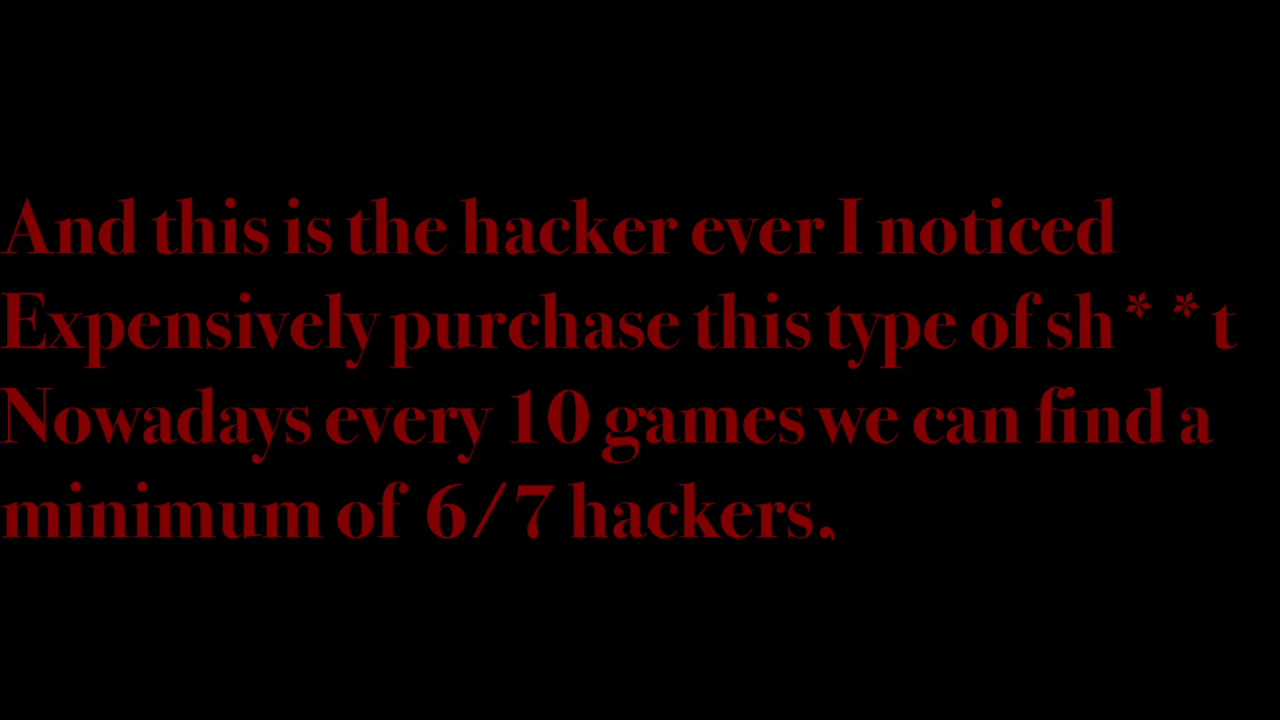 And this is the hacker ever I noticed
Expensively purchase this type of sh**t
Nowadays every 10 games we can find a
minimum of 6/7 hackers,